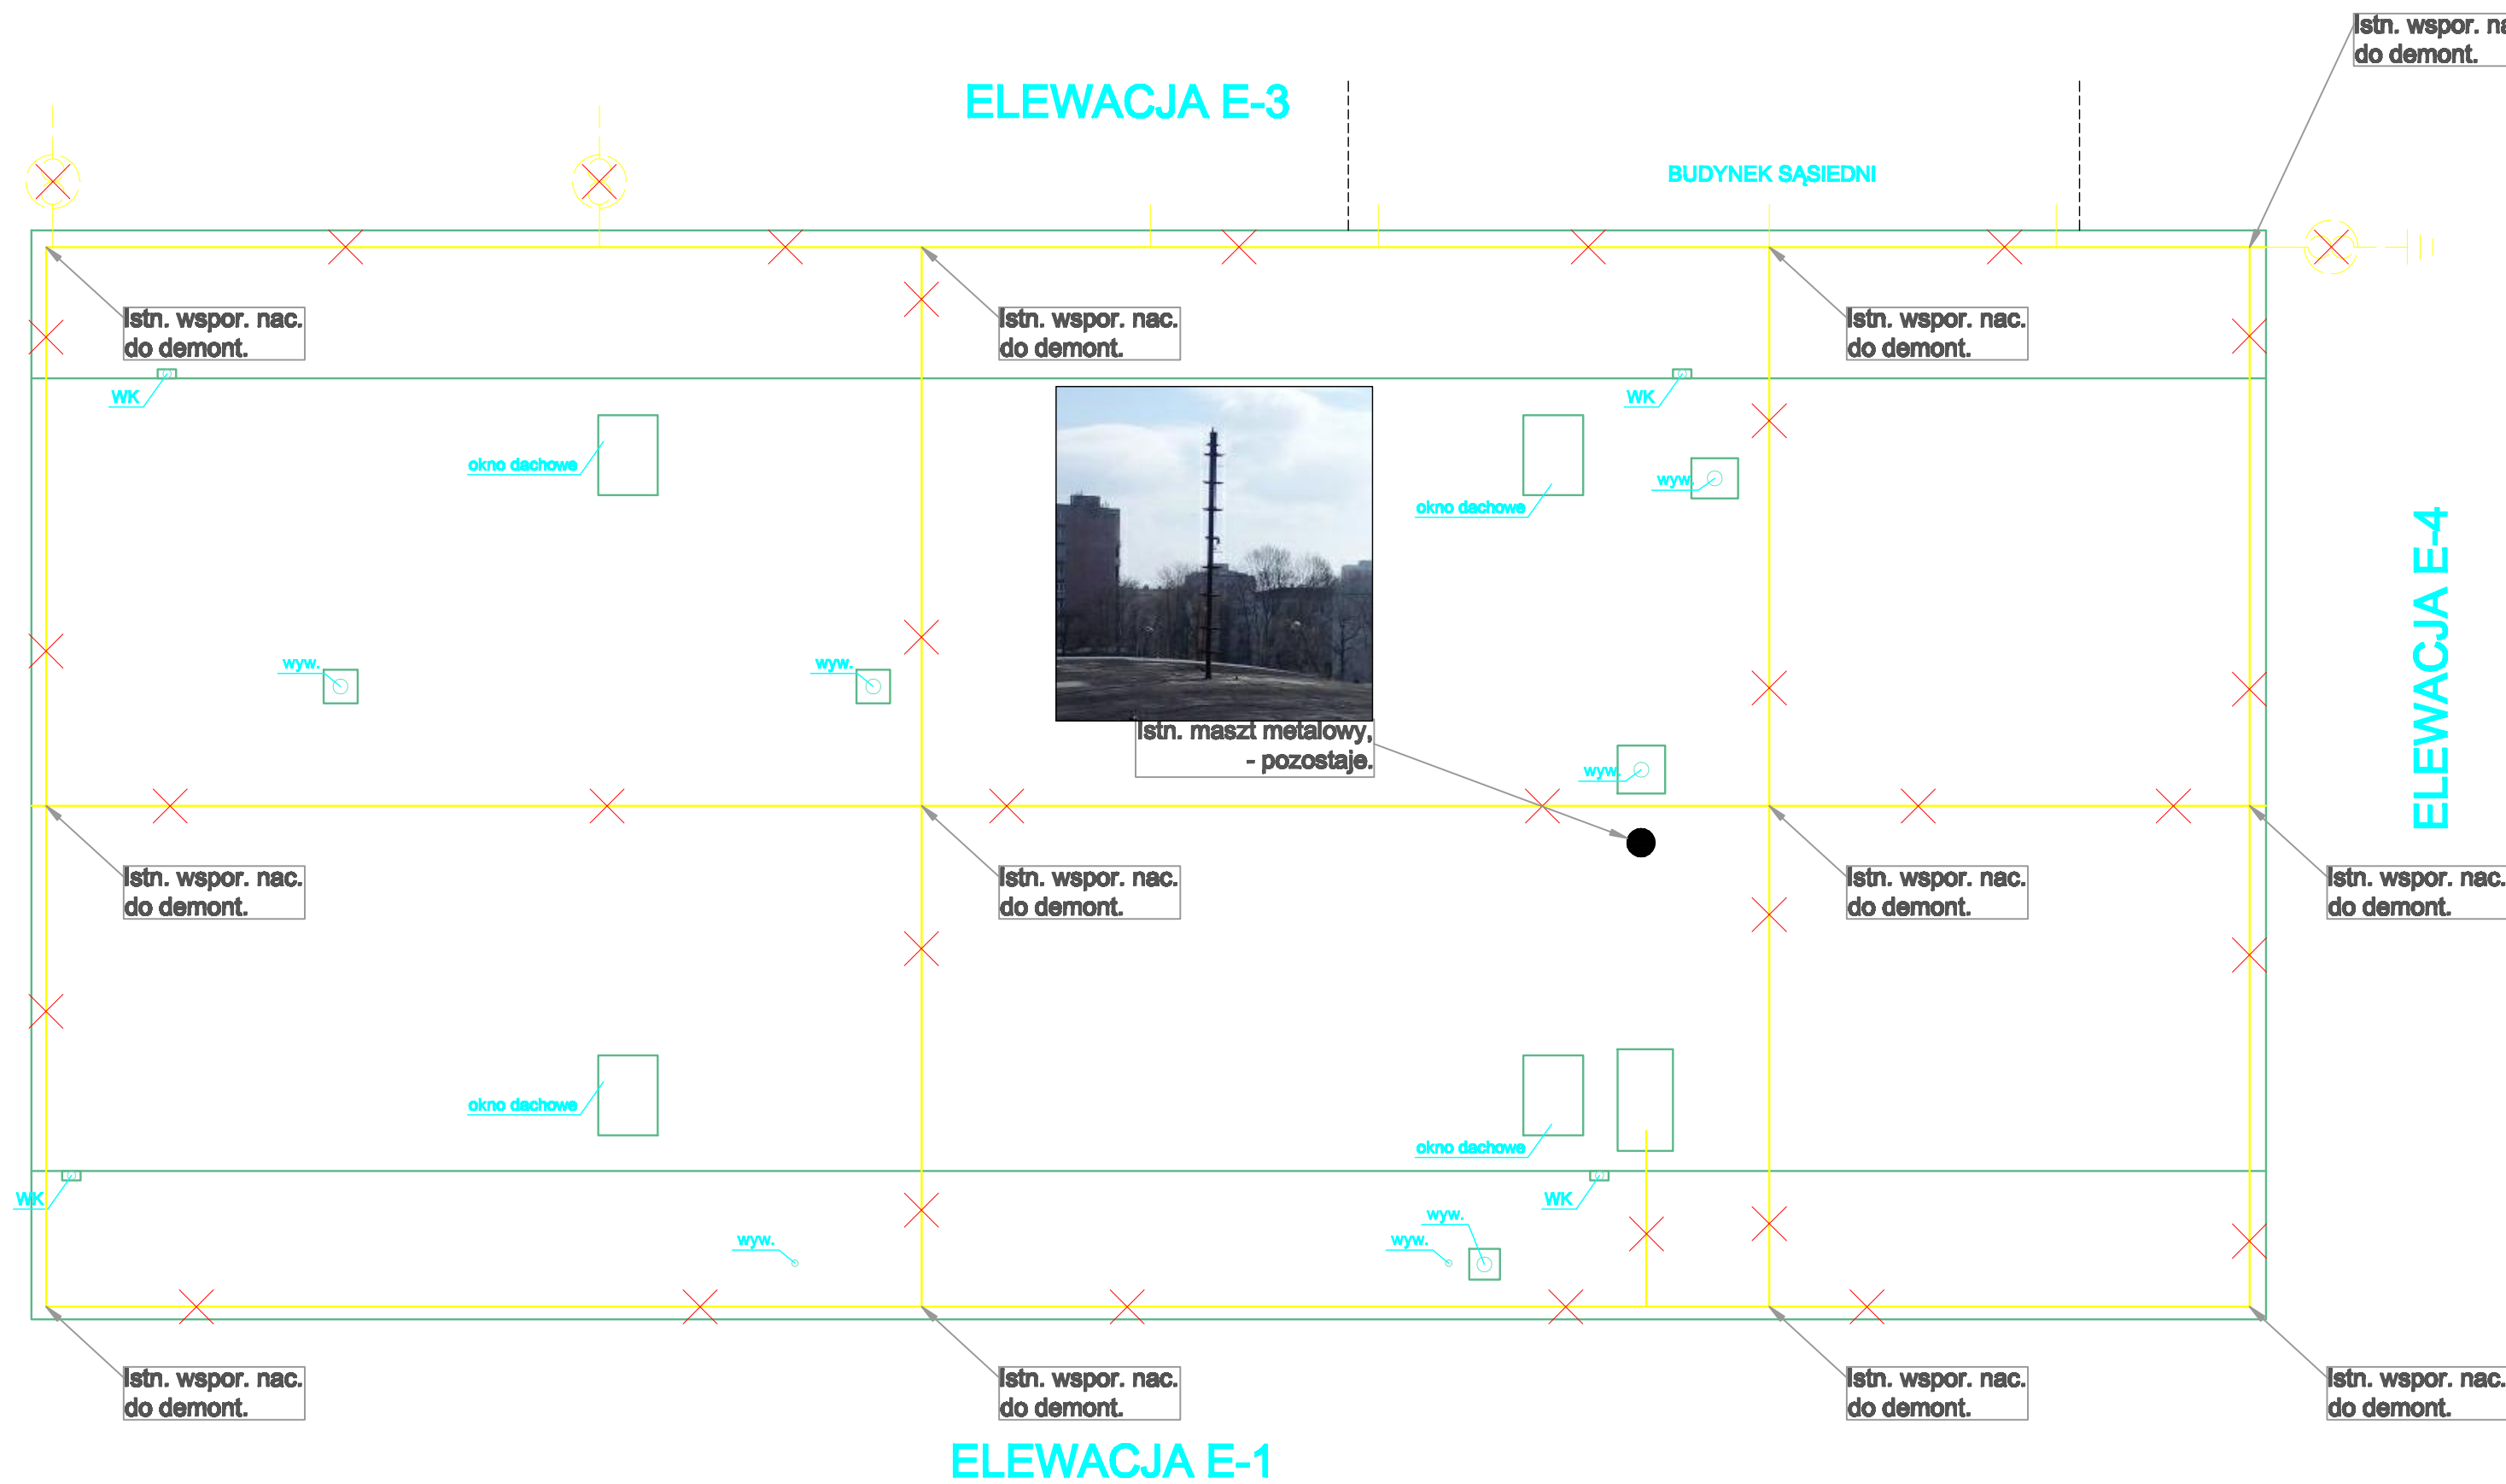 Istn. wspor.
do demont.
ELEWACJA E-3
BUDYNEK SĄSIEDNI
Istn. wspor. nac.
do demont.
Istn. wspor. nac.
do demont.
Istn. wspor. nac.
do demont.
WK
WK
okno dachowe
wyw.
okno dachowe
ELEWACJA E-4
wyw.
wyw.
Istn. maszt metalowy,
- pozostaje.
wyw.
Istn. wspor. nac.
do demont.
Istn. wspor. nac.
do demont.
Istn. wspor. nac.
do demont.
Istn. wspor. nac.
do demont.
okno dachowe
okno dachowe
WK
WK
wyw.
wyw.
wyw.
Istn. wspor. nac.
do demont.
Istn. wspor. nac.
do demont.
Istn. wspor. nac.
do demont.
Istn. wspor. nac.
do demont.
ELEWACJA E-1